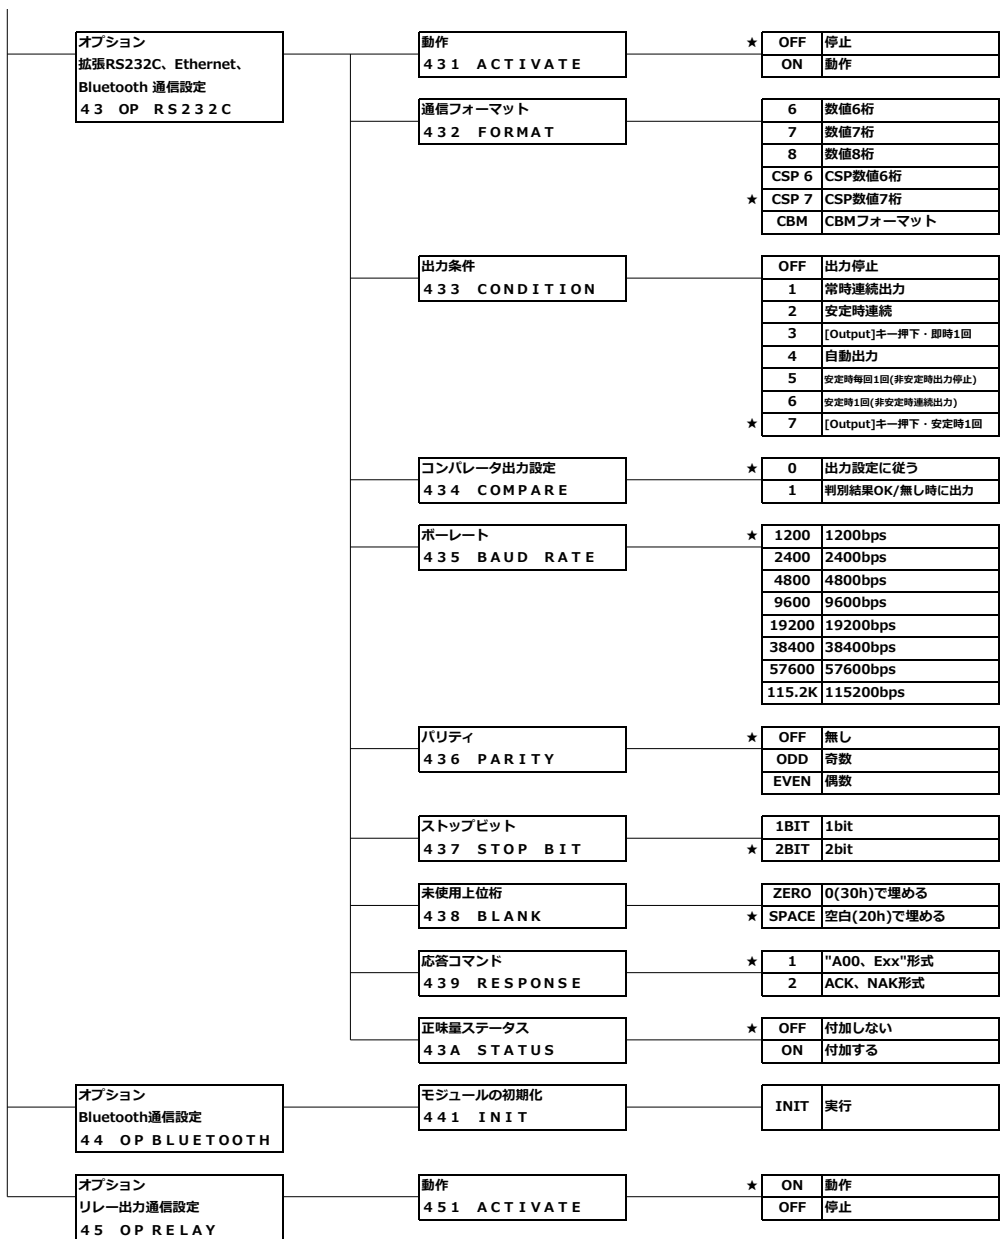 オプション
拡張RS232C、Ethernet、
Bluetooth 通信設定
43 OP RS232C
動作
431 ACTIVATE
★ OFF 停止
ON 動作
通信フォーマット
432 FORMAT
6 数値6桁
7 数値7桁
8 数値8桁
CSP 6 CSP数値6桁
★ CSP 7 CSP数値7桁
CBM CBMフォーマット
出力条件
433 CONDITION
OFF 出力停止
1 常時連続出力
2 安定時連続
3 [Output]キー押下・即時1回
4 自動出力
5 安定時毎回1回(非安定時出力停止)
6 安定時1回(非安定時連続出力)
★ 7 [Output]キー押下・安定時1回
コンパレータ出力設定
434 COMPARE
★ 0 出力設定に従う
1 判別結果OK/無し時に出力
ボーレート
435 BAUD RATE
★ 1200 1200bps
2400 2400bps
4800 4800bps
9600 9600bps
19200 19200bps
38400 38400bps
57600 57600bps
115.2K 115200bps
パリティ
436 PARITY
★ OFF 無し
ODD 奇数
EVEN 偶数
ストップビット
437 STOP BIT
1BIT 1bit
★ 2BIT 2bit
未使用上位桁
438 BLANK
ZERO 0(30h)で埋める
★ SPACE 空白(20h)で埋める
応答コマンド
439 RESPONSE
★ 1 "A00、Exx"形式
2 ACK、NAK形式
正味量ステータス
43A STATUS
★ OFF 付加しない
ON 付加する
オプション
Bluetooth通信設定
44 OP BLUETOOTH
モジュールの初期化
441 INIT
INIT 実行
オプション
リレー出力通信設定
45 OP RELAY
動作
451 ACTIVATE
★ ON 動作
OFF 停止